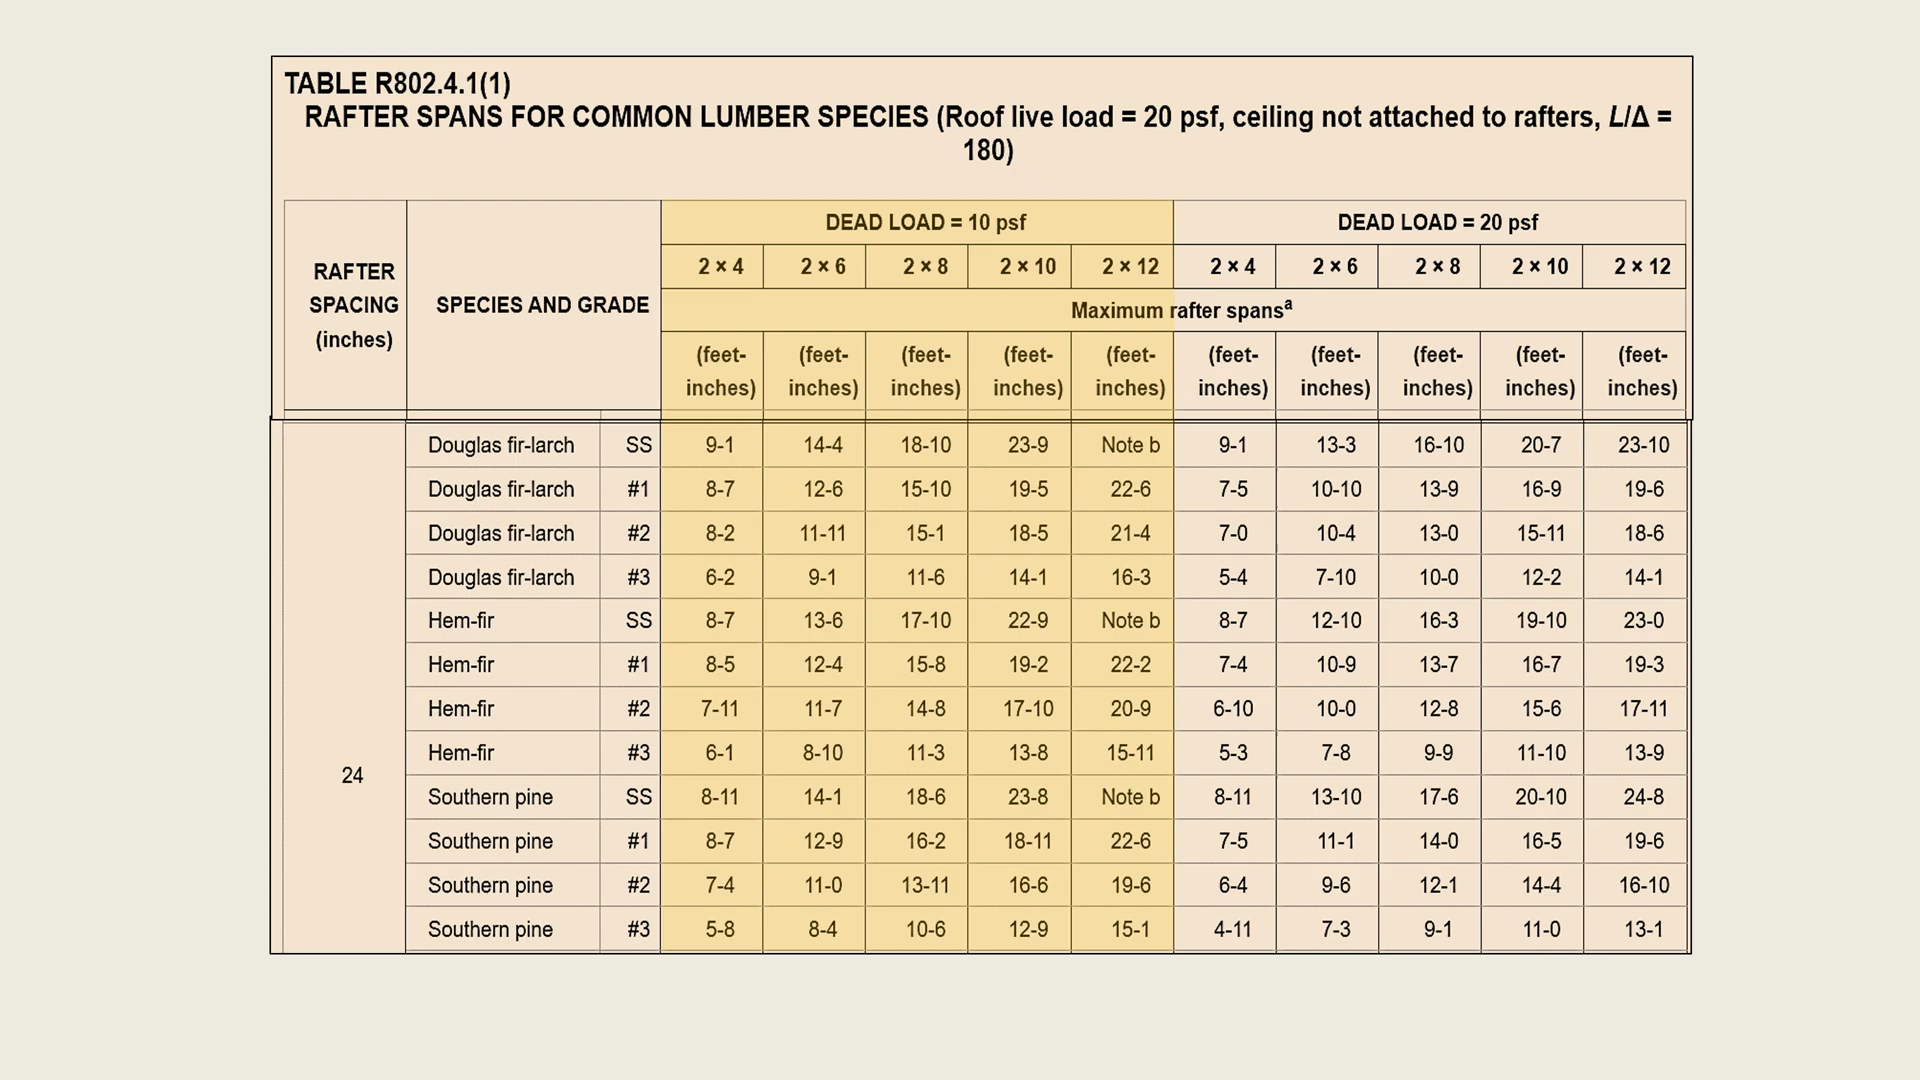 TABLE R802.4.1(1)
RAFTER SPANS FOR COMMON LUMBER SPECIES (Roof live load = 20 psf, ceiling not attached to rafters, L/Δ =
180)
RAFTER
SPACING
(inches)
SPECIES AND GRADE
DEAD LOAD = 10 psf DEAD LOAD = 20 psf
2 × 4 2 × 6 2 × 8 2 × 10 2 × 12 2 × 4 2 × 6 2 × 8 2 × 10 2 × 12
Maximum rafter spansᵃ
(feet- (feet- (feet- (feet- (feet- (feet- (feet- (feet- (feet- (feet-
inches) inches) inches) inches) inches) inches) inches) inches) inches) inches)
24
Douglas fir-larch SS 9-1 14-4 18-10 23-9 Note b 9-1 13-3 16-10 20-7 23-10
Douglas fir-larch #1 8-7 12-6 15-10 19-5 22-6 7-5 10-10 13-9 16-9 19-6
Douglas fir-larch #2 8-2 11-11 15-1 18-5 21-4 7-0 10-4 13-0 15-11 18-6
Douglas fir-larch #3 6-2 9-1 11-6 14-1 16-3 5-4 7-10 10-0 12-2 14-1
Hem-fir SS 8-7 13-6 17-10 22-9 Note b 8-7 12-10 16-3 19-10 23-0
Hem-fir #1 8-5 12-4 15-8 19-2 22-2 7-4 10-9 13-7 16-7 19-3
Hem-fir #2 7-11 11-7 14-8 17-10 20-9 6-10 10-0 12-8 15-6 17-11
Hem-fir #3 6-1 8-10 11-3 13-8 15-11 5-3 7-8 9-9 11-10 13-9
Southern pine SS 8-11 14-1 18-6 23-8 Note b 8-11 13-10 17-6 20-10 24-8
Southern pine #1 8-7 12-9 16-2 18-11 22-6 7-5 11-1 14-0 16-5 19-6
Southern pine #2 7-4 11-0 13-11 16-6 19-6 6-4 9-6 12-1 14-4 16-10
Southern pine #3 5-8 8-4 10-6 12-9 15-1 4-11 7-3 9-1 11-0 13-1